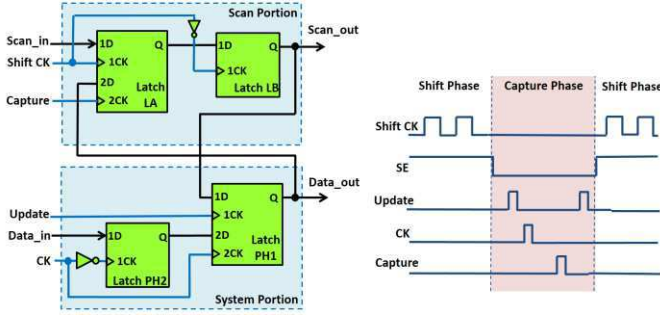 Scan Portion
Scan_in
Shift CK
Capture
1D
Q
1CK
2D
Latch
LA
2CK
1D
Q
1CK
Latch LB
Scan_out
Update
Data_in
CK
1D
Q
1CK
Latch PH2
1D
Q
1CK
2D
Latch
PH1
2CK
Data_out
System Portion
Shift Phase
Capture Phase
Shift Phase
Shift CK
SE
Update
CK
Capture